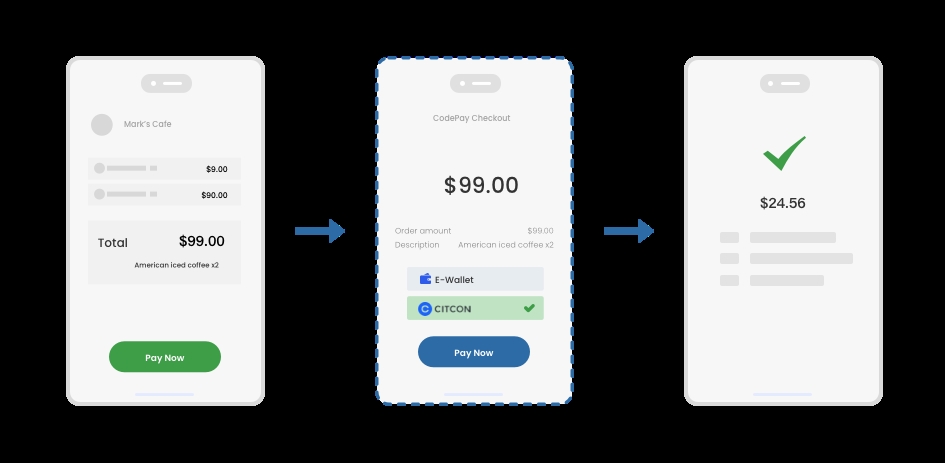 Mark's Cafe
$9.00
$90.00
Total $99.00
American iced coffee x2
Pay Now
CodePay Checkout
$99.00
Order amount $99.00
Description American iced coffee x2
E-Wallet
CITCON
Pay Now
$24.56